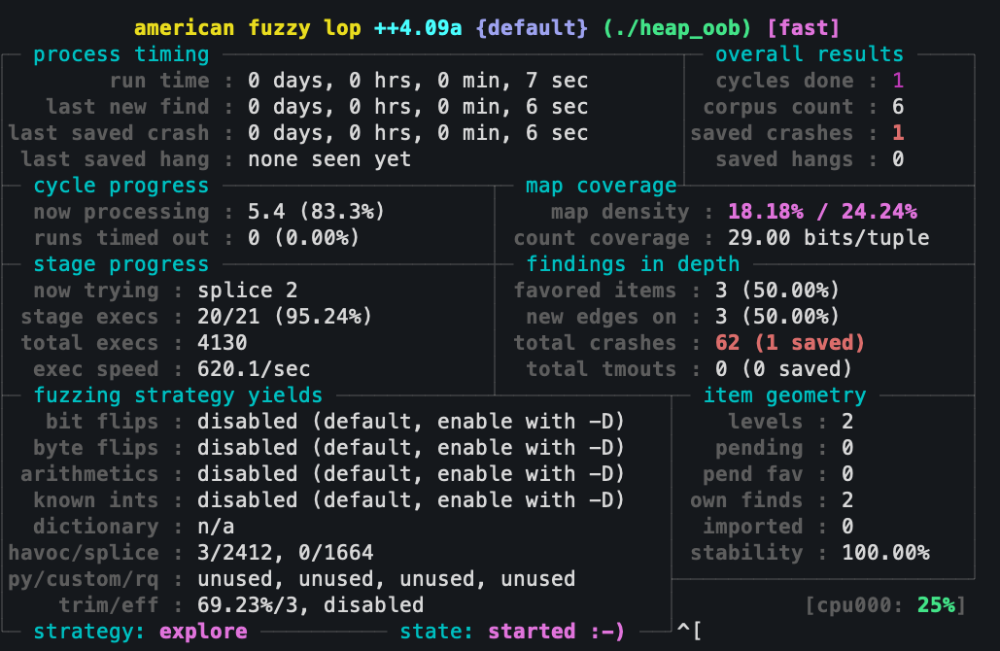 american fuzzy lop ++4.09a {default} (./heap_oob) [fast]
process timing overall results
run time : 0 days, 0 hrs, 0 min, 7 sec cycles done : 1
last new find : 0 days, 0 hrs, 0 min, 6 sec corpus count : 6
last saved crash : 0 days, 0 hrs, 0 min, 6 sec saved crashes : 1
last saved hang : none seen yet saved hangs : 0
cycle progress map coverage
now processing : 5.4 (83.3%) map density : 18.18% / 24.24%
runs timed out : 0 (0.00%) count coverage : 29.00 bits/tuple
stage progress findings in depth
now trying : splice 2 favored items : 3 (50.00%)
stage execs : 20/21 (95.24%) new edges on : 3 (50.00%)
total execs : 4130 total crashes : 62 (1 saved)
exec speed : 620.1/sec total tmouts : 0 (0 saved)
fuzzing strategy yields item geometry
bit flips : disabled (default, enable with -D) levels : 2
byte flips : disabled (default, enable with -D) pending : 0
arithmetics : disabled (default, enable with -D) pend fav : 0
known ints : disabled (default, enable with -D) own finds : 2
dictionary : n/a imported : 0
havoc/splice : 3/2412, 0/1664 stability : 100.00%
py/custom/rq : unused, unused, unused, unused
trim/eff : 69.23%/3, disabled [cpu000: 25%]
strategy: explore state: started :-) ^[